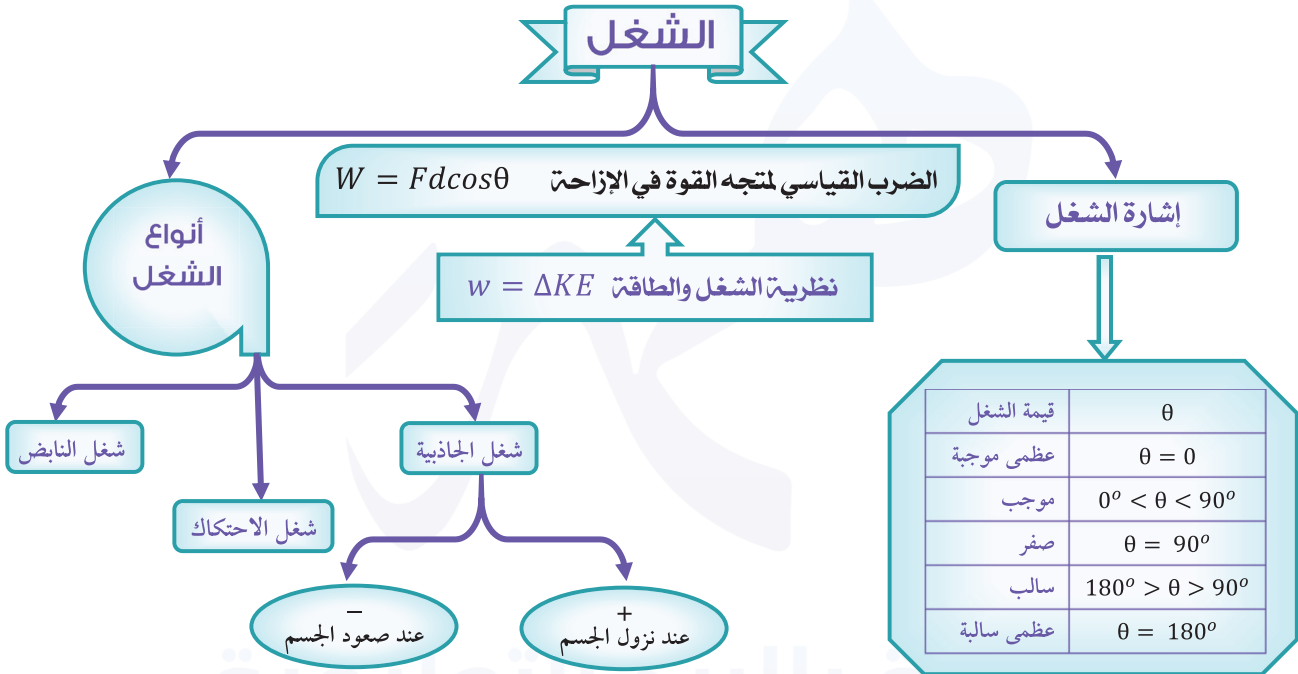 الشغل
الضرب القياسي لمتجه القوة في الإزاحة W = Fdcosθ
نظرية الشغل والطاقة w = ΔKE
إشارة الشغل
θ قيمة الشغل
θ = 0 عظمى موجبة
0° < θ < 90° موجب
θ = 90° صفر
180° > θ > 90° سالب
θ = 180° عظمى سالبة
أنواع
الشغل
شغل الجاذبية
شغل الاحتكاك
شغل النابض
+
عند نزول الجسم
−
عند صعود الجسم